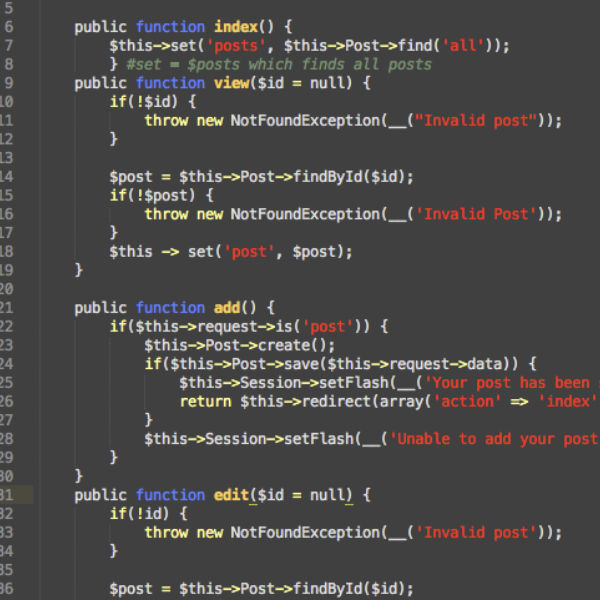 5
6 public function index() {
7 $this->set('posts', $this->Post->find('all'));
8 } #set = $posts which finds all posts
9 public function view($id = null) {
10 if(!$id) {
11 throw new NotFoundException(__("Invalid post"));
12 }
13
14 $post = $this->Post->findById($id);
15 if(!$post) {
16 throw new NotFoundException(__('Invalid Post'));
17 }
18 $this -> set('post', $post);
19 }
20
21 public function add() {
22 if($this->request->is('post')) {
23 $this->Post->create();
24 if($this->Post->save($this->request->data)) {
25 $this->Session->setFlash(__('Your post has been
26 return $this->redirect(array('action' => 'index'
27 }
28 $this->Session->setFlash(__('Unable to add your post
29 }
30 }
31 public function edit($id = null) {
32 if(!id) {
33 throw new NotFoundException(__('Invalid post'));
34 }
35
36 $post = $this->Post->findById($id);